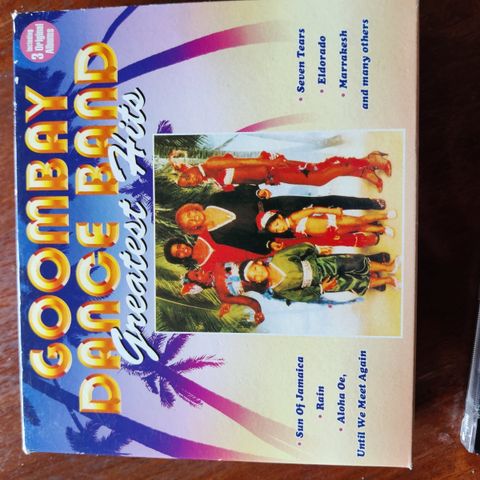 Including
3 Original
Albums
GOOMBAY
DANCE BAND
Greatest Hits
• Sun Of Jamaica
• Rain
• Aloha Oe,
Until We Meet Again
• Seven Tears
• Eldorado
• Marrakesh
and many others